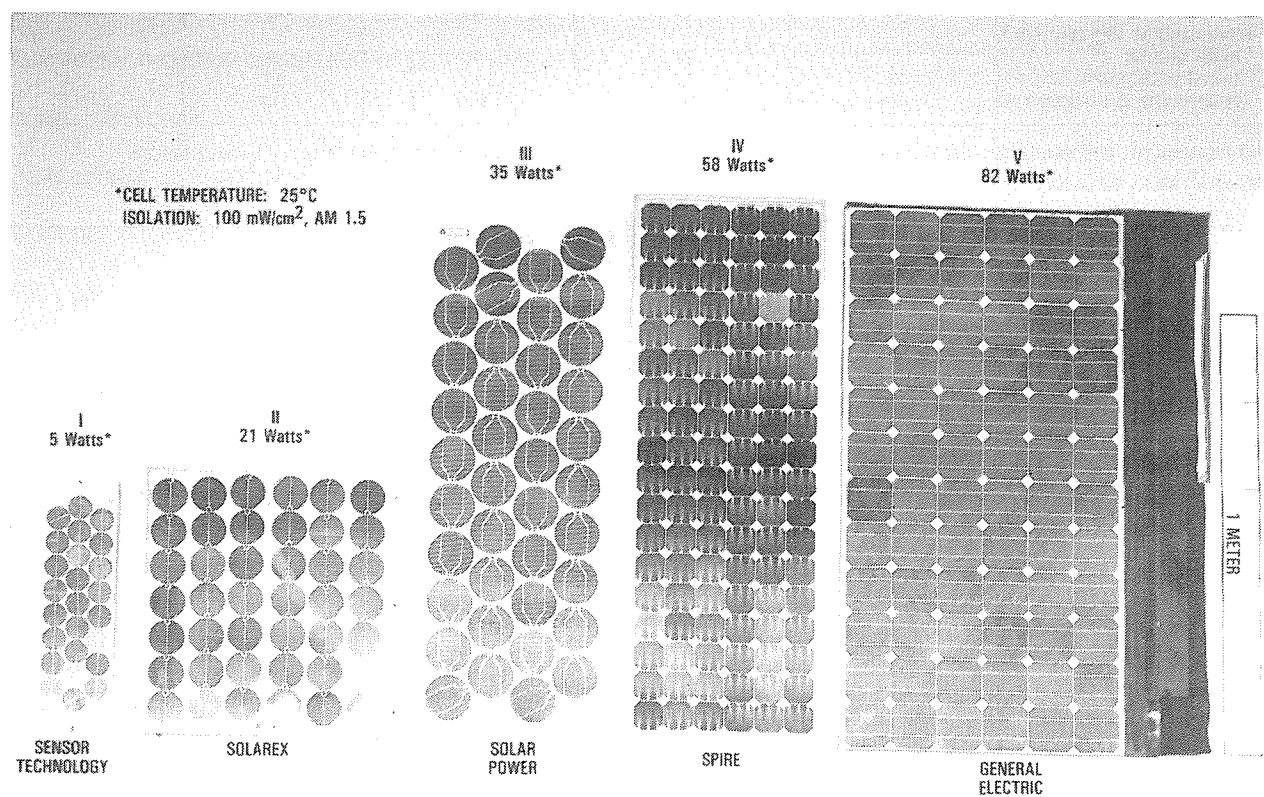 III
35 Watts*
IV
58 Watts*
V
82 Watts*
*CELL TEMPERATURE: 25°C
ISOLATION: 100 mW/cm², AM 1.5
I
5 Watts*
II
21 Watts*
1 METER
SENSOR
TECHNOLOGY
SOLAREX
SOLAR
POWER
SPIRE
GENERAL
ELECTRIC